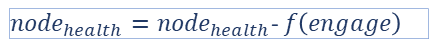 node_health = node_health - f(engage)